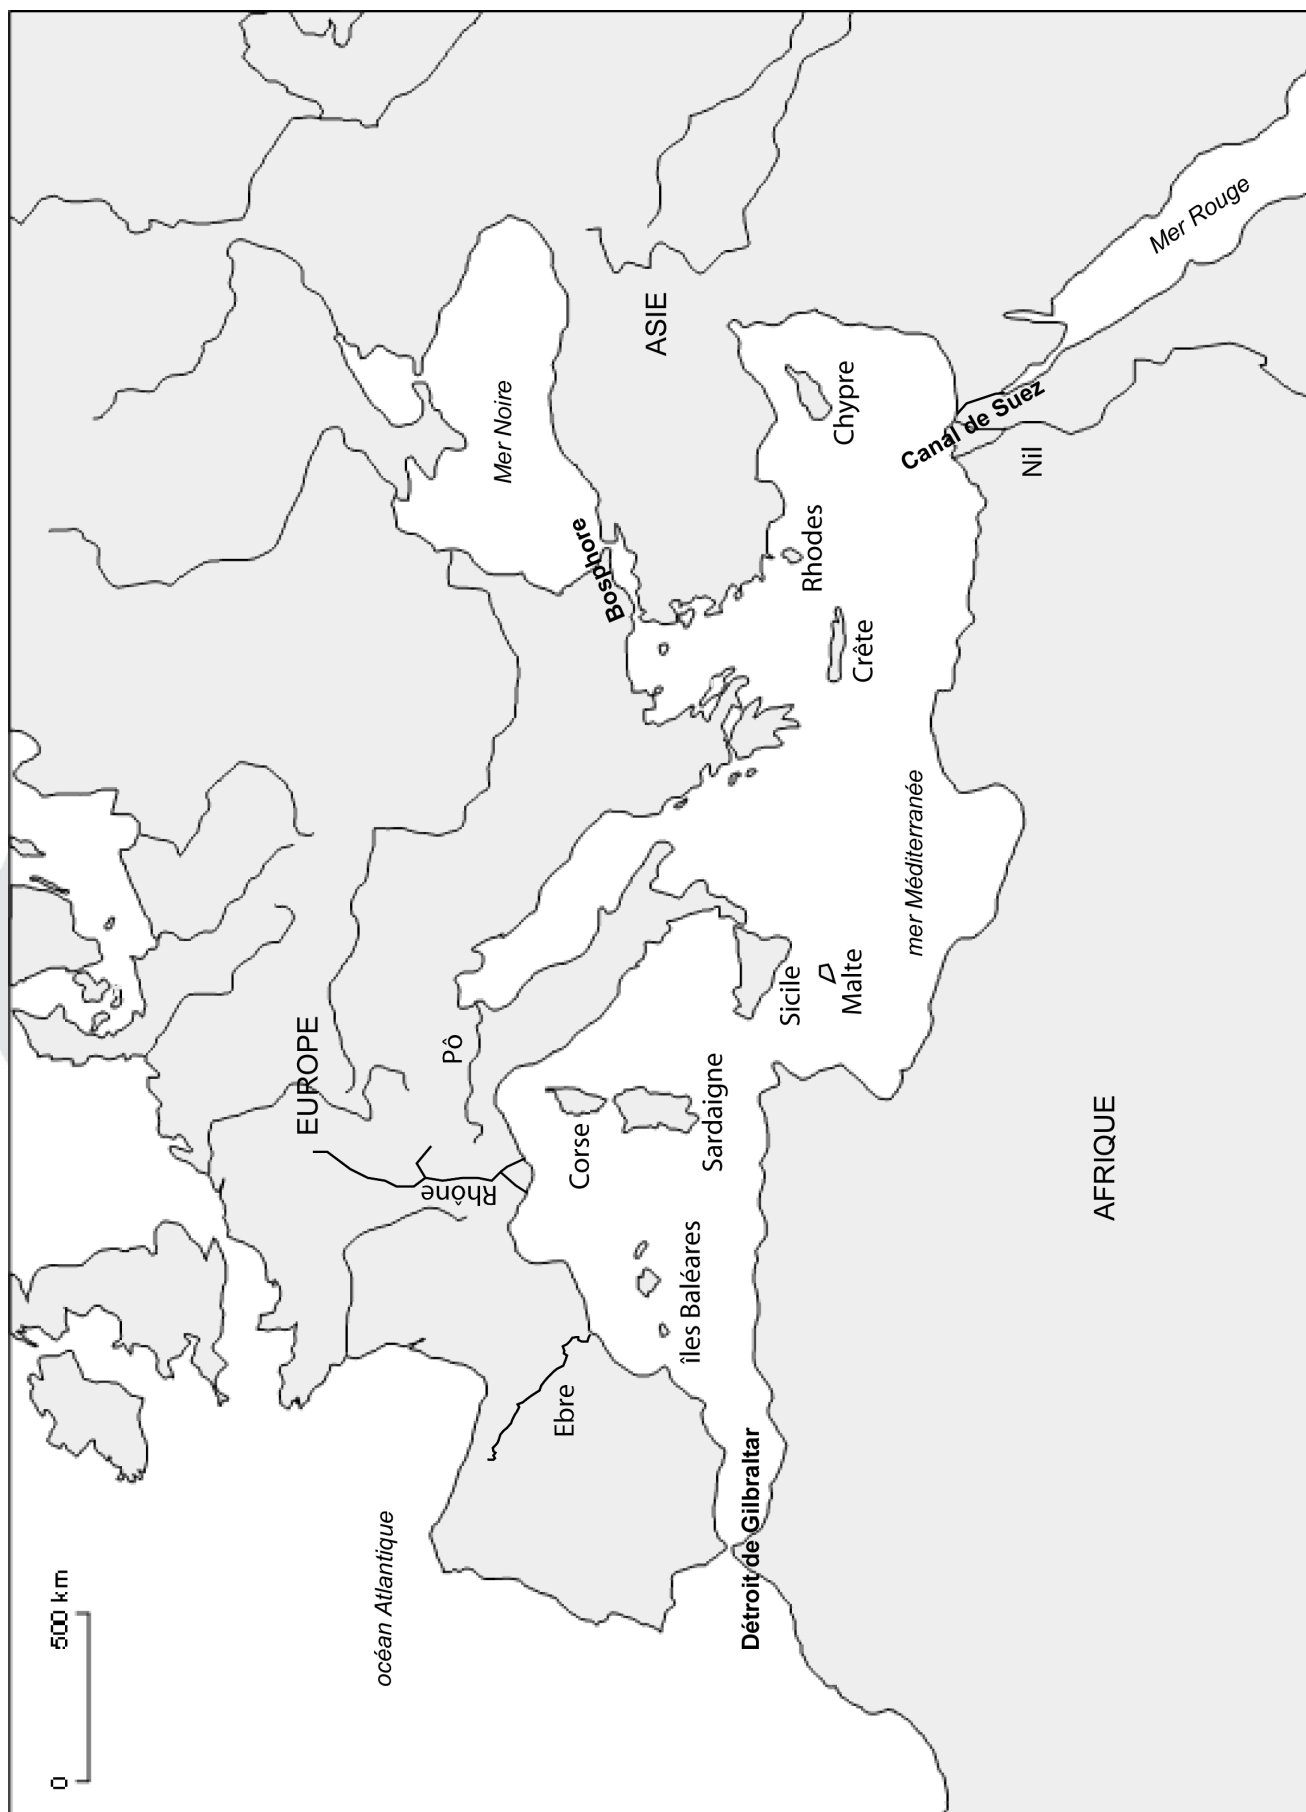 0
500 km
océan Atlantique
EUROPE
Rhône
Pô
Mer Noire
Ebre
Corse
Bosphore
ASIE
îles Baléares
Sardaigne
Détroit de Gilbraltar
Sicile
Malte
Rhodes
Crête
Chypre
mer Méditerranée
Canal de Suez
Nil
Mer Rouge
AFRIQUE